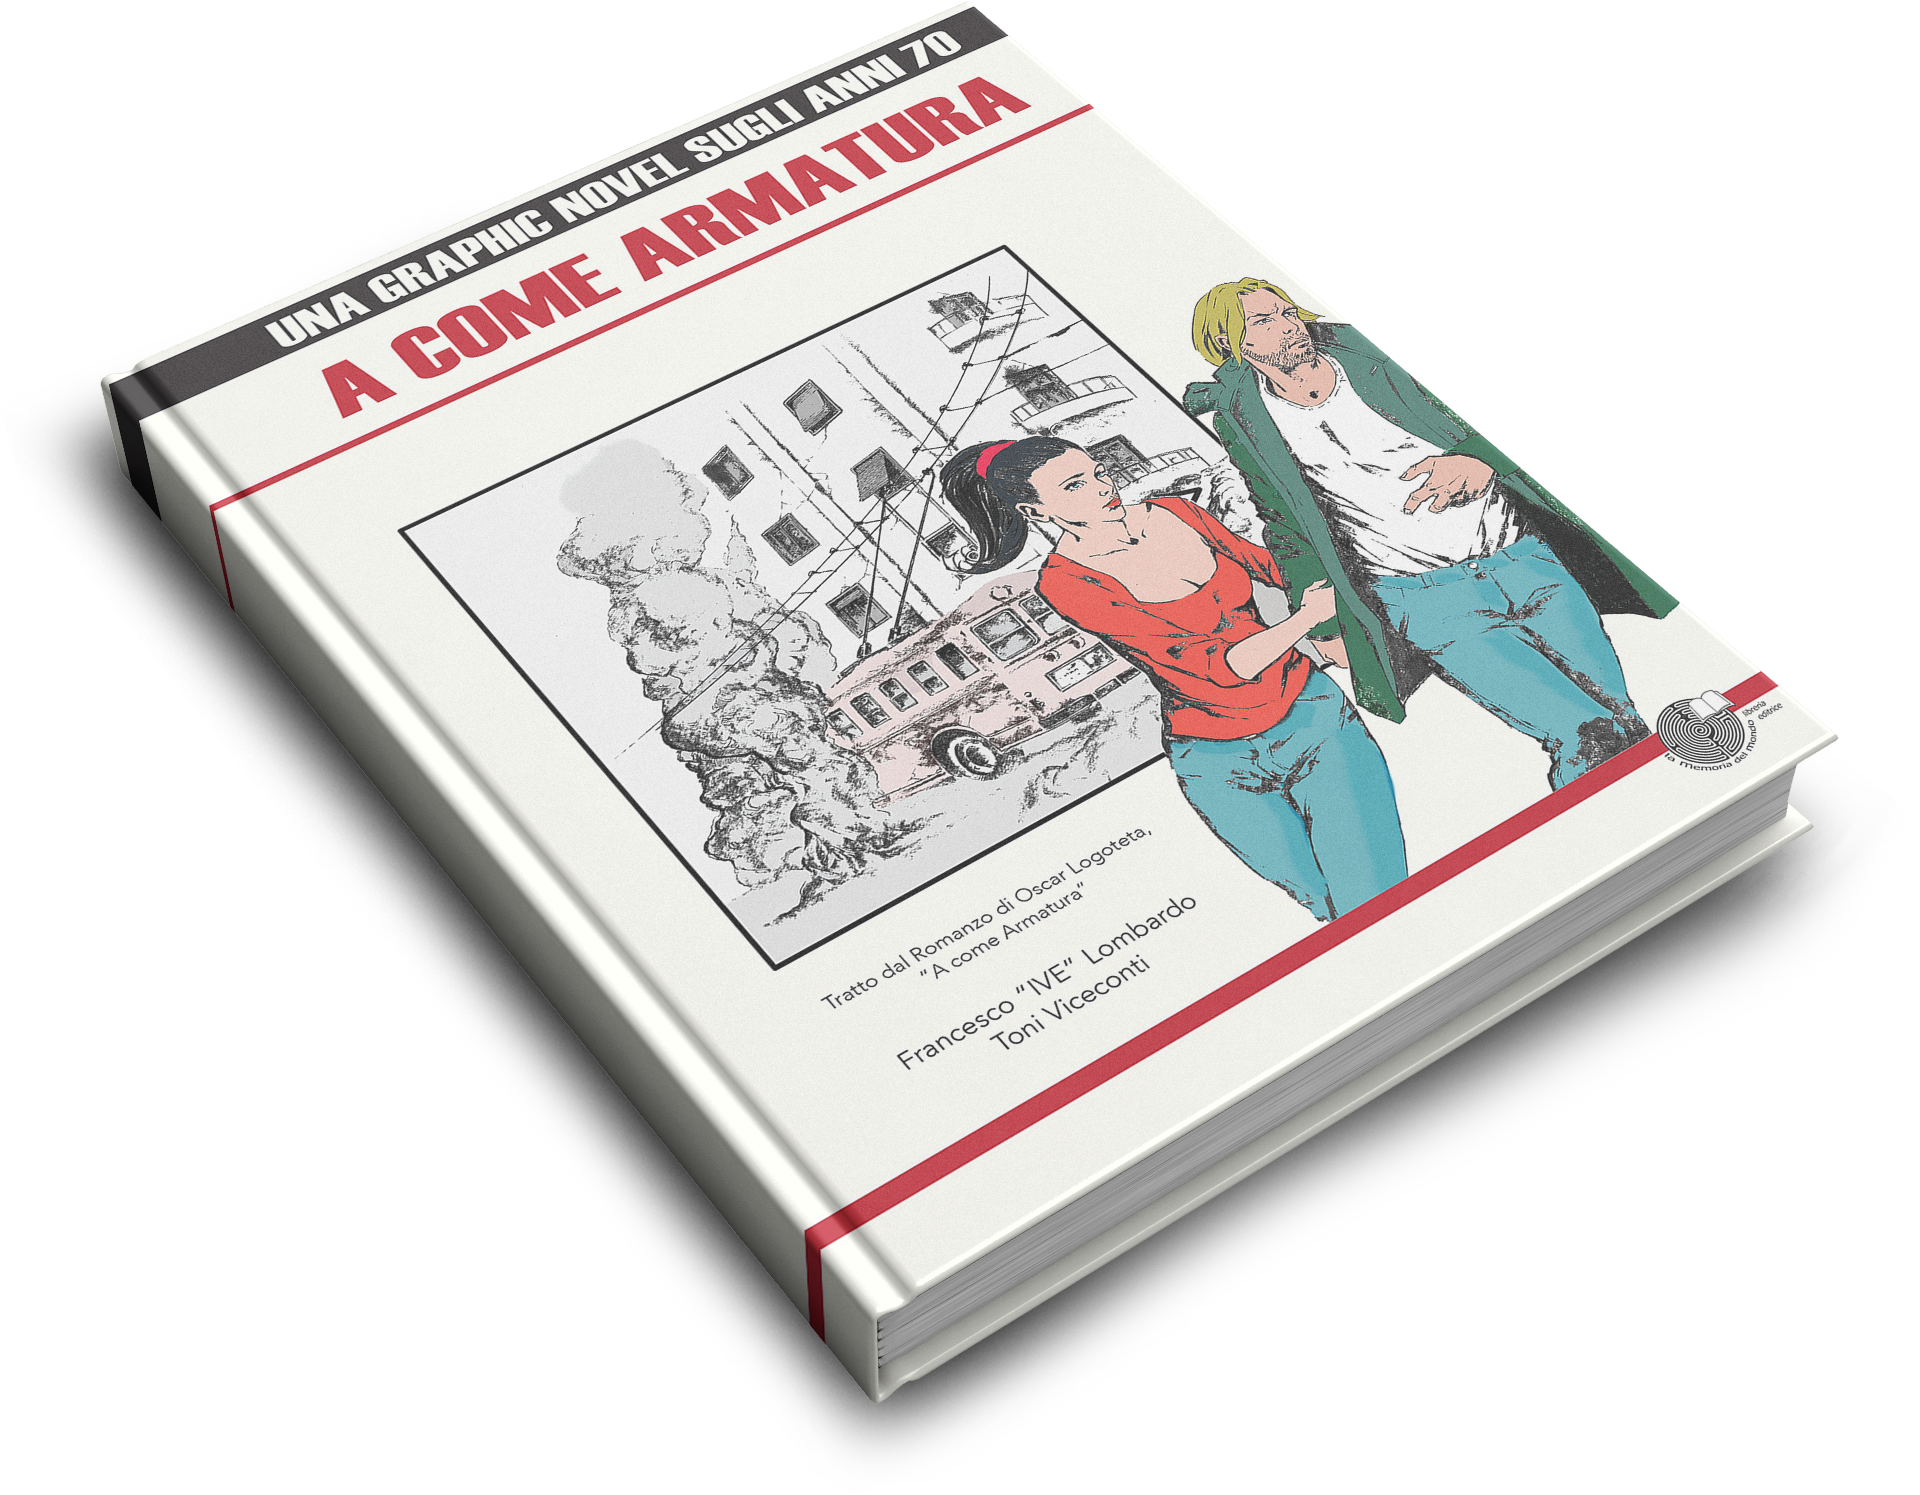 UNA GRAPHIC NOVEL SUGLI ANNI 70
A COME ARMATURA
Tratto dal Romanzo di Oscar Logoteta,
“A come Armatura”
Francesco “IVE” Lombardo
Toni Viceconti
la memoria del mondo
libreria
editrice